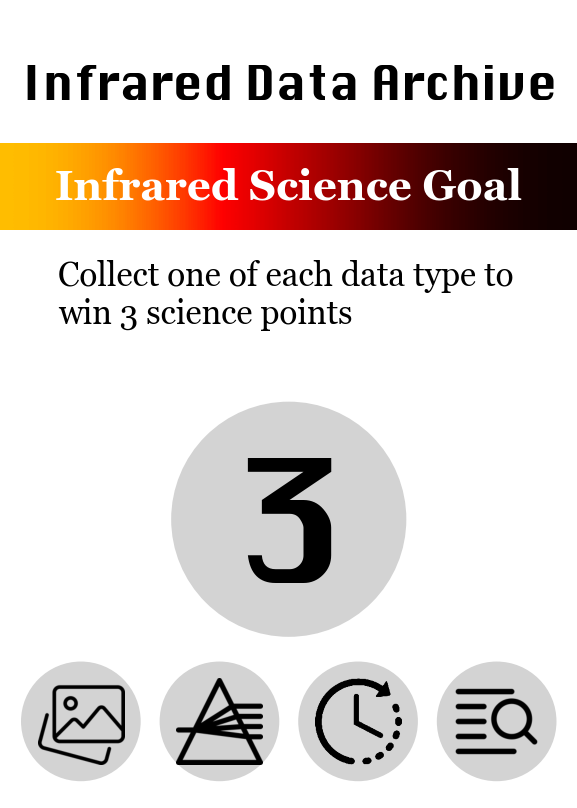 Infrared Data Archive
Infrared Science Goal
Collect one of each data type to
win 3 science points
3